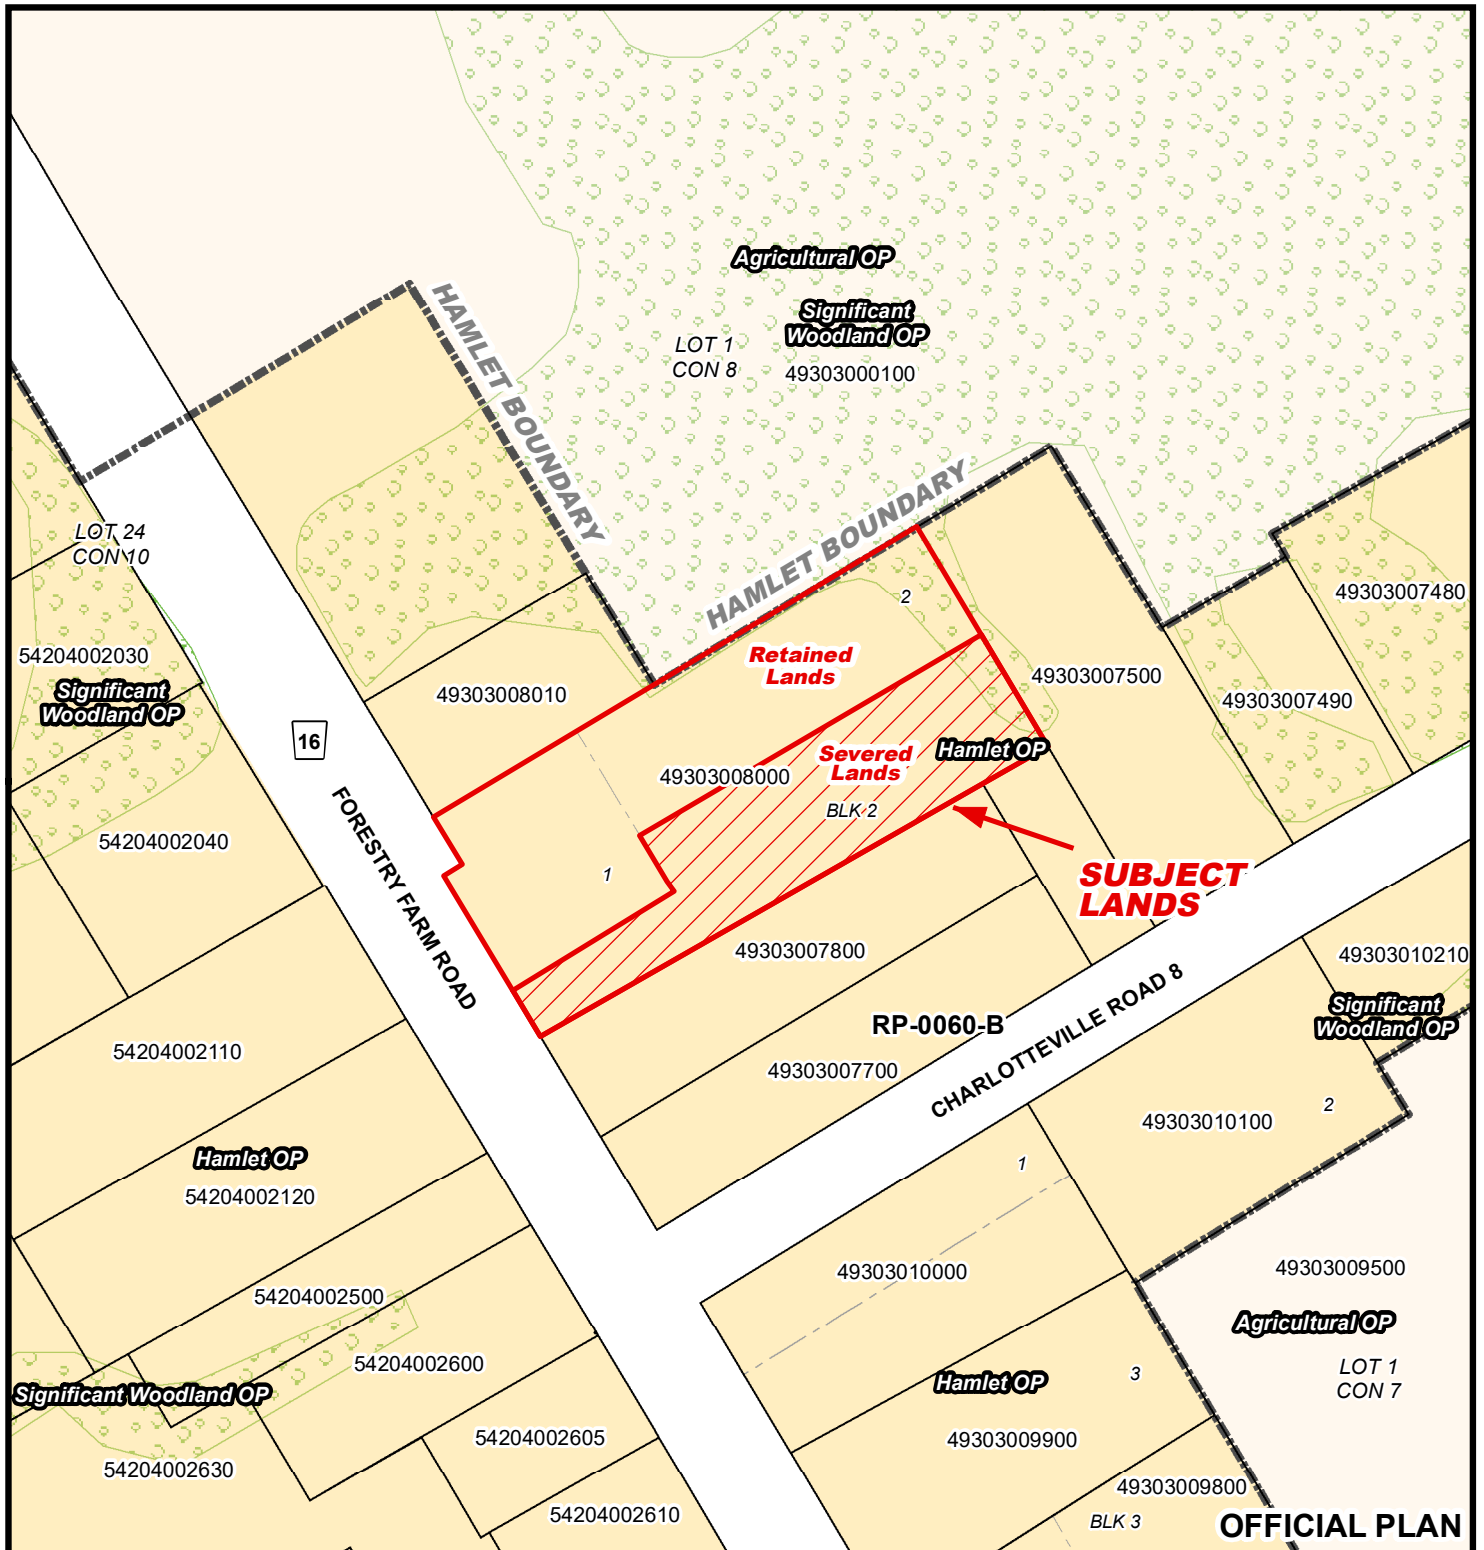 Agricultural OP
Significant
Woodland OP
LOT 1
CON 8
49303000100
HAMLET BOUNDARY
HAMLET BOUNDARY
LOT 24
CON 10
49303007480
2
54204002030
Significant
Woodland OP
49303008010
Retained
Lands
49303007500
49303007490
16
49303008000
Severed
Lands
Hamlet OP
BLK 2
54204002040
FORESTRY FARM ROAD
1
SUBJECT
LANDS
49303007800
49303010210
Significant
Woodland OP
RP-0060-B
CHARLOTTEVILLE ROAD 8
54204002110
49303007700
49303010100
2
Hamlet OP
54204002120
1
49303010000
49303009500
54204002500
Agricultural OP
54204002600
LOT 1
CON 7
Hamlet OP
3
Significant Woodland OP
54204002605
49303009900
54204002630
49303009800
54204002610
BLK 3
OFFICIAL PLAN